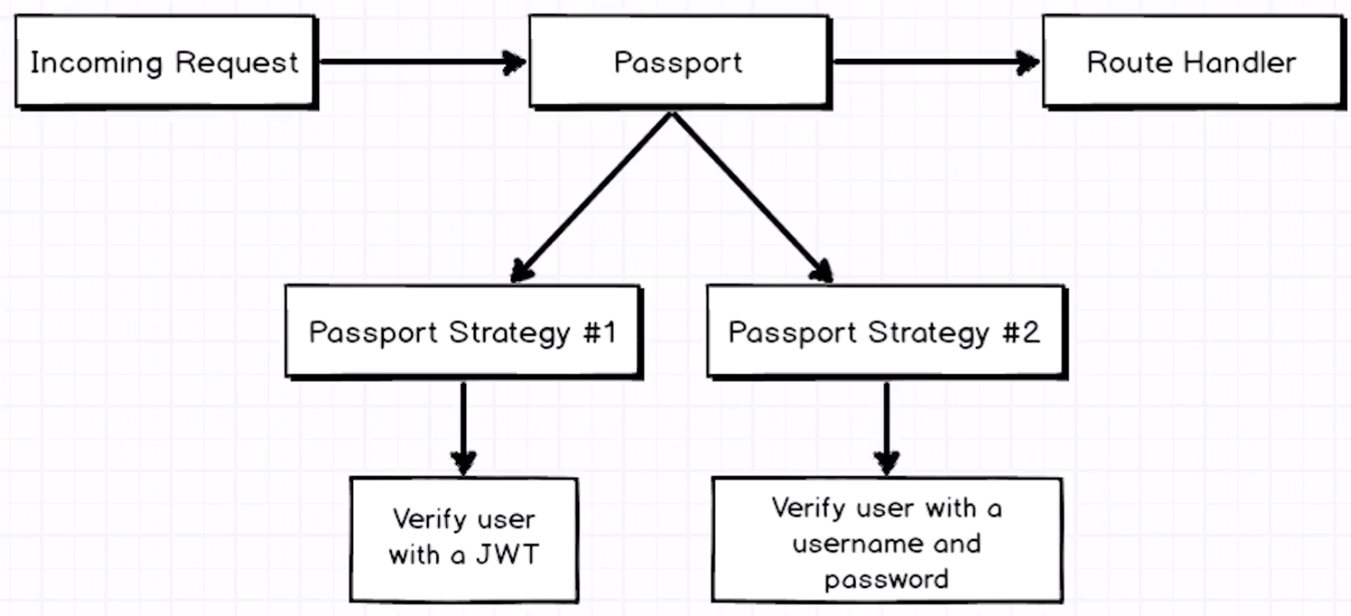 Incoming Request
Passport
Route Handler
Passport Strategy #1
Passport Strategy #2
Verify user
with a JWT
Verify user with a
username and
password